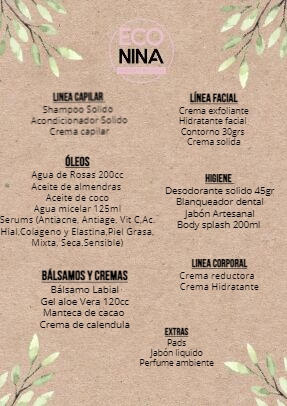 ECO
NINA
LINEA CAPILAR
Shampoo Solido
Acondicionador Solido
Crema capilar
ÓLEOS
Agua de Rosas 200cc
Aceite de almendras
Aceite de coco
Agua micelar 125ml
Serums (Antiacne, Antiage, Vit C,Ac.
Hial,Colageno y Elastina,Piel Grasa,
Mixta, Seca,Sensible)
BÁLSAMOS Y CREMAS
Bálsamo Labial
Gel aloe Vera 120cc
Manteca de cacao
Crema de calendula
LÍNEA FACIAL
Crema exfoliante
Hidratante facial
Contorno 30grs
Crema solida
HIGIENE
Desodorante solido 45gr
Blanqueador dental
Jabón Artesanal
Body splash 200ml
LINEA CORPORAL
Crema reductora
Crema Hidratante
EXTRAS
Pads
Jabón liquido
Perfume ambiente